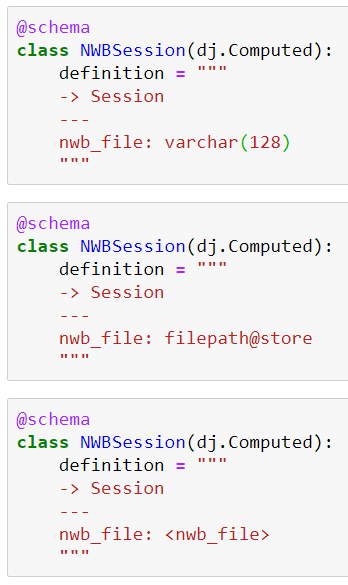 @schema
class NWBSession(dj.Computed):
    definition = """
    -> Session
    ---
    nwb_file: varchar(128)
    """
@schema
class NWBSession(dj.Computed):
    definition = """
    -> Session
    ---
    nwb_file: filepath@store
    """
@schema
class NWBSession(dj.Computed):
    definition = """
    -> Session
    ---
    nwb_file: <nwb_file>
    """